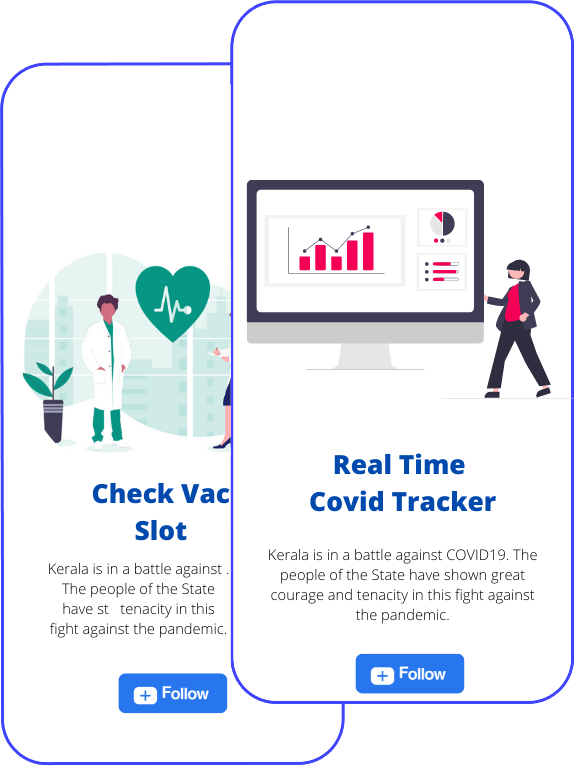 Check Vac
Slot
Kerala is in a battle against .
The people of the State
have st tenacity in this
fight against the pandemic.
Follow
Real Time
Covid Tracker
Kerala is in a battle against COVID19. The
people of the State have shown great
courage and tenacity in this fight against
the pandemic.
Follow